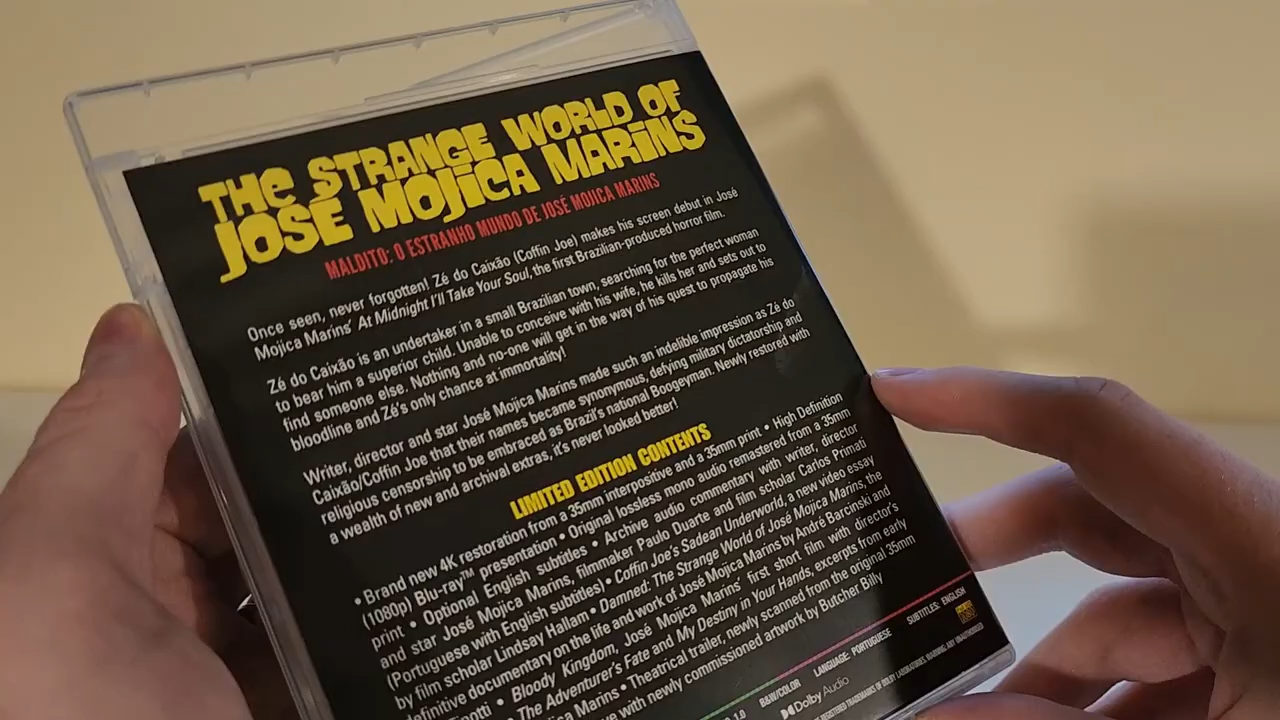 THE STRANGE WORLD OF
JOSÉ MOJICA MARINS
MALDITO: O ESTRANHO MUNDO DE JOSÉ MOJICA MARINS
Once seen, never forgotten! Zé do Caixão (Coffin Joe) makes his screen debut in José
Mojica Marins' At Midnight I'll Take Your Soul, the first Brazilian-produced horror film.
Zé do Caixão is an undertaker in a small Brazilian town, searching for the perfect woman
to bear him a superior child. Unable to conceive with his wife, he kills her and sets out to
find someone else. Nothing and no-one will get in the way of his quest to propagate his
bloodline and Zé's only chance at immortality!
Writer, director and star José Mojica Marins made such an indelible impression as Zé do
Caixão/Coffin Joe that their names became synonymous, defying military dictatorship and
religious censorship to be embraced as Brazil's national Boogeyman. Newly restored with
a wealth of new and archival extras, it's never looked better!
LIMITED EDITION CONTENTS
• Brand new 4K restoration from a 35mm interpositive and a 35mm print • High Definition
(1080p) Blu-ray™ presentation • Original lossless mono audio remastered from a 35mm
print • Optional English subtitles • Archive audio commentary with writer, director
and star José Mojica Marins, filmmaker Paulo Duarte and film scholar Carlos Primati
(Portuguese with English subtitles) • Coffin Joe's Sadean Underworld, a new video essay
by film scholar Lindsay Hallam • Damned: The Strange World of José Mojica Marins, the
definitive documentary on the life and work of José Mojica Marins by André Barcinski and
• Bloody Kingdom, José Mojica Marins' first short film with director's
• The Adventurer's Fate and My Destiny in Your Hands, excerpts from early
Marins • Theatrical trailer, newly scanned from the original 35mm
with newly commissioned artwork by Butcher Billy
1.0 B&W/COLOR LANGUAGE: PORTUGUESE SUBTITLES: ENGLISH
Dolby Audio
REGISTERED TRADEMARKS OF DOLBY LABORATORIES. WARNING: ANY UNAUTHORISED